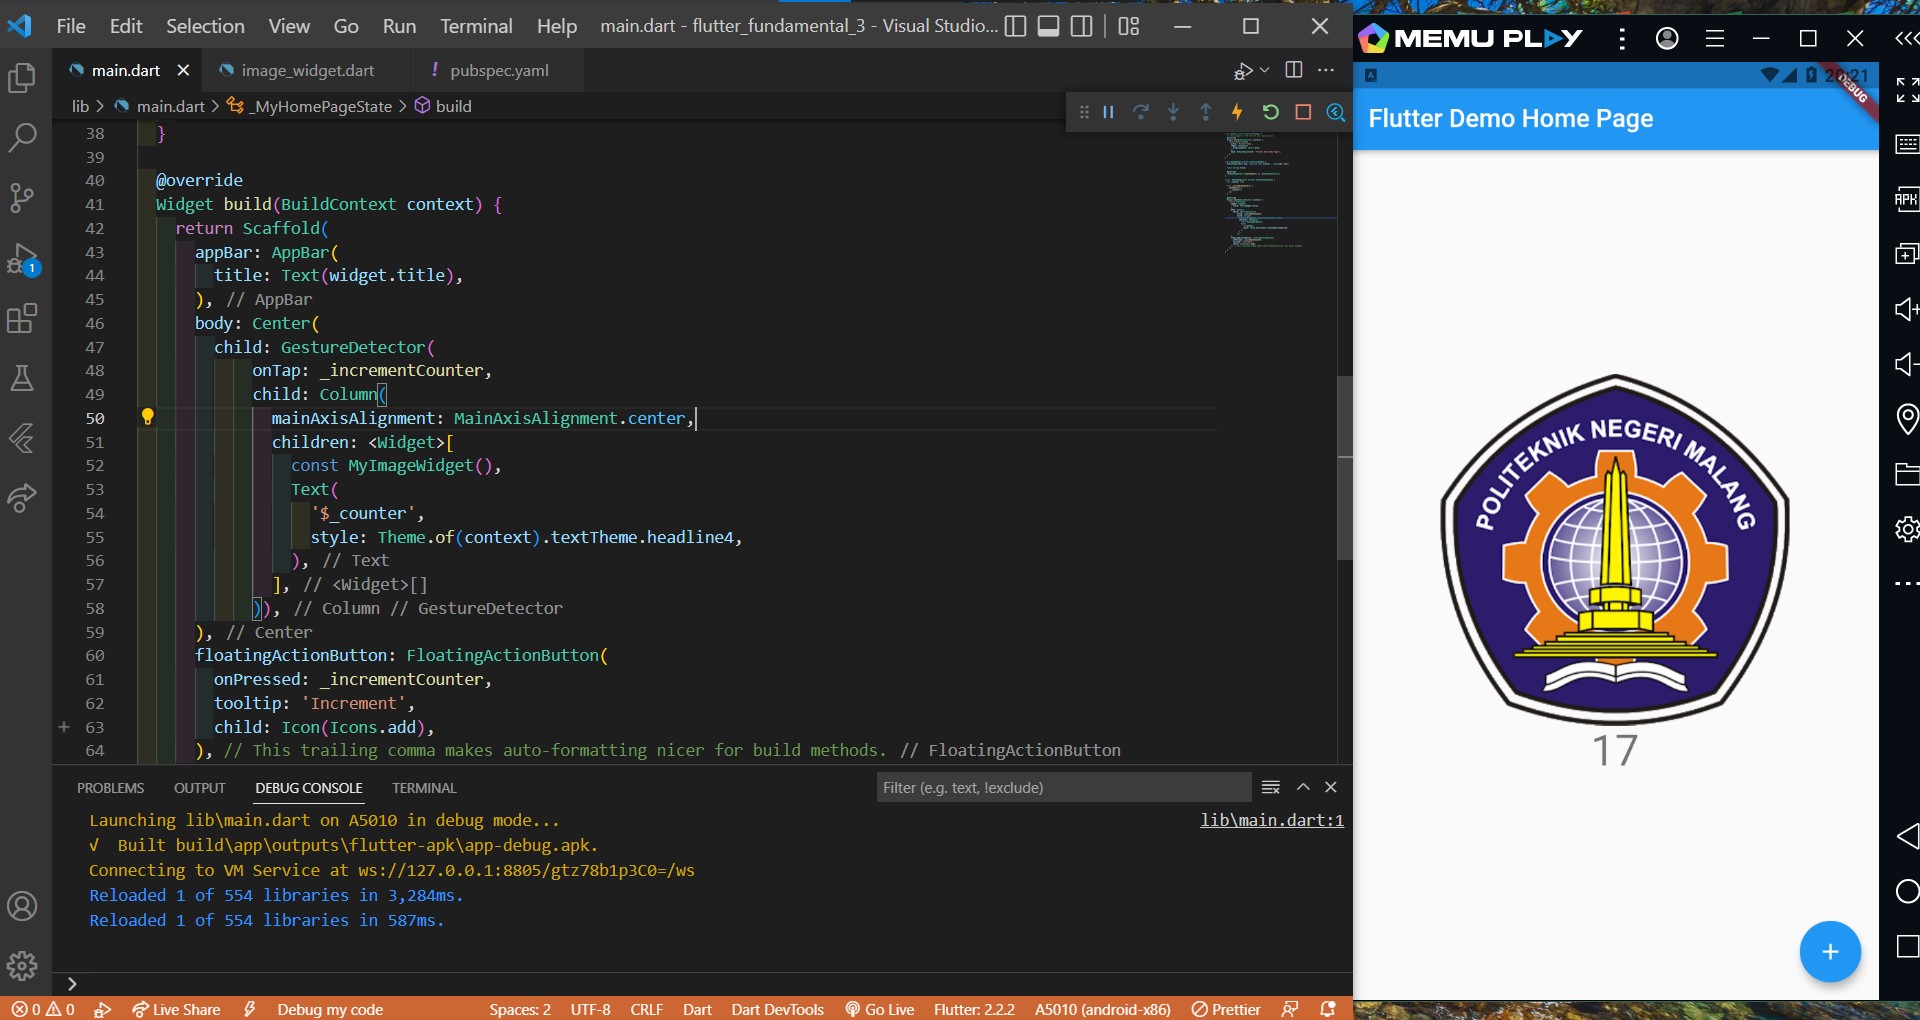 File Edit Selection View Go Run Terminal Help main.dart - flutter_fundamental_3 - Visual Studio...
main.dart image_widget.dart ! pubspec.yaml
lib > main.dart > _MyHomePageState > build
38 }
39
40 @override
41 Widget build(BuildContext context) {
42 return Scaffold(
43 appBar: AppBar(
44 title: Text(widget.title),
45 ), // AppBar
46 body: Center(
47 child: GestureDetector(
48 onTap: _incrementCounter,
49 child: Column(
50 mainAxisAlignment: MainAxisAlignment.center,
51 children: <Widget>[
52 const MyImageWidget(),
53 Text(
54 '$_counter',
55 style: Theme.of(context).textTheme.headline4,
56 ), // Text
57 ], // <Widget>[]
58 )), // Column // GestureDetector
59 ), // Center
60 floatingActionButton: FloatingActionButton(
61 onPressed: _incrementCounter,
62 tooltip: 'Increment',
63 child: Icon(Icons.add),
64 ), // This trailing comma makes auto-formatting nicer for build methods. // FloatingActionButton
1
PROBLEMS OUTPUT DEBUG CONSOLE TERMINAL Filter (e.g. text, !exclude)
Launching lib\main.dart on A5010 in debug mode... lib\main.dart:1
√ Built build\app\outputs\flutter-apk\app-debug.apk.
Connecting to VM Service at ws://127.0.0.1:8805/gtz78b1p3C0=/ws
Reloaded 1 of 554 libraries in 3,284ms.
Reloaded 1 of 554 libraries in 587ms.
>
0 0 Live Share Debug my code Spaces: 2 UTF-8 CRLF Dart Dart DevTools Go Live Flutter: 2.2.2 A5010 (android-x86) Prettier
MEMU PLAY
A 20:21
DEBUG
Flutter Demo Home Page
APK
POLITEKNIK NEGERI MALANG
17
+